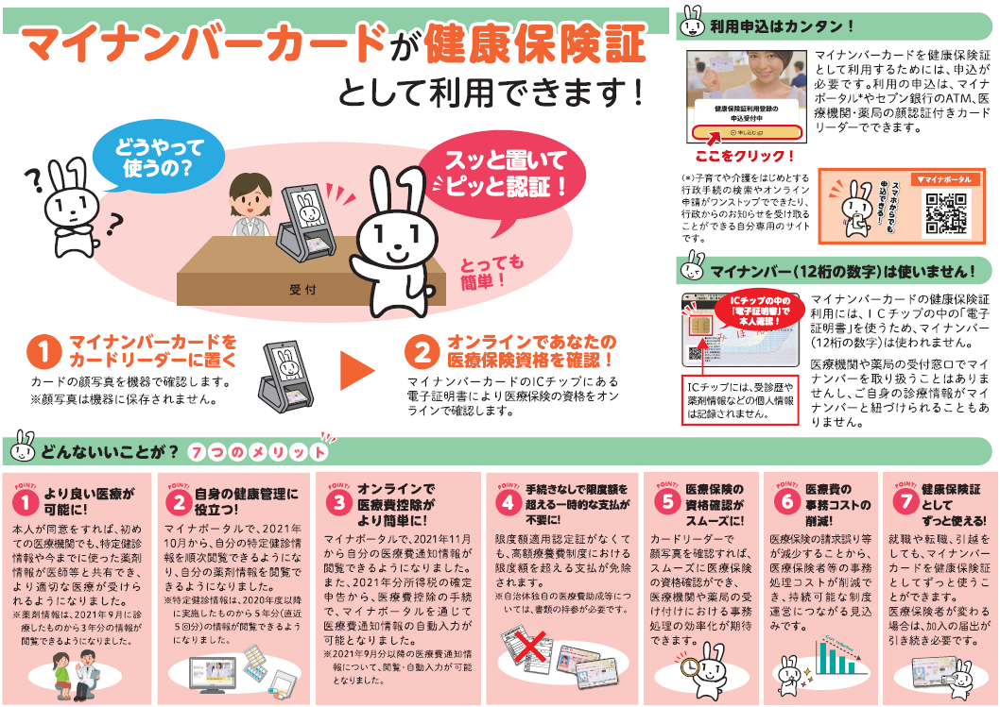 マイナンバーカードが健康保険証
として利用できます！
どうやって
使うの？
スッと置いて
ピッと認証！
とっても
簡単！
受付
1
マイナンバーカードを
カードリーダーに置く
カードの顔写真を機器で確認します。
※顔写真は機器に保存されません。
2
オンラインであなたの
医療保険資格を確認！
マイナンバーカードのICチップにある
電子証明書により医療保険の資格をオン
ラインで確認します。
利用申込はカンタン！
健康保険証利用登録の
申込受付中
申し込む
ここをクリック！
マイナンバーカードを健康保険証
として利用するためには、申込が
必要です。利用の申込は、マイナ
ポータル*やセブン銀行のATM、医
療機関・薬局の顔認証付きカード
リーダーでできます。
(*)子育てや介護をはじめとする
行政手続の検索やオンライン
申請がワンストップでできたり、
行政からのお知らせを受け取る
ことができる自分専用のサイト
です。
スマホからでも
申込できる！
▼マイナポータル
マイナンバー（12桁の数字）は使いません！
ICチップの中の
「電子証明書」で
本人確認！
みほん
ICチップには、受診歴や
薬剤情報などの個人情報
は記録されません。
マイナンバーカードの健康保険証
利用には、ＩＣチップの中の「電子
証明書」を使うため、マイナンバー
（12桁の数字）は使われません。
医療機関や薬局の受付窓口でマイ
ナンバーを取り扱うことはありま
せんし、ご自身の診療情報がマイ
ナンバーと紐づけられることもあ
りません。
どんないいことが？ 7つのメリット
POINT!
1
より良い医療が
可能に！
本人が同意をすれば、初め
ての医療機関でも、特定健診
情報や今までに使った薬剤
情報が医師等と共有でき、
より適切な医療が受けら
れるようになりました。
※薬剤情報は、2021年9月に診
療したものから3年分の情報が
閲覧できるようになりました。
POINT!
2
自身の健康管理に
役立つ！
マイナポータルで、2021年
10月から、自分の特定健診情
報を順次閲覧できるようにな
り、自分の薬剤情報を閲覧で
きるようになりました。
※特定健診情報は、2020年度以降
に実施したものから５年分（直近
５回分）の情報が閲覧できるよう
になりました。
POINT!
3
オンラインで
医療費控除が
より簡単に！
マイナポータルで、2021年11月
から自分の医療費通知情報が
閲覧できるようになりました。
また、2021年分所得税の確定
申告から、医療費控除の手続
で、マイナポータルを通じて
医療費通知情報の自動入力が
可能となりました。
※2021年9月分以降の医療費通知情
報について、閲覧・自動入力が可能
となりました。
POINT!
4
手続きなしで限度額を
超える一時的な支払が
不要に！
限度額適用認定証がなくて
も、高額療養費制度における
限度額を超える支払が免除
されます。
※自治体独自の医療費助成等につ
いては、書類の持参が必要です。
POINT!
5
医療保険の
資格確認が
スムーズに！
カードリーダーで
顔写真を確認すれば、
スムーズに医療保険
の資格確認ができ、
医療機関や薬局の受
け付けにおける事務
処理の効率化が期待
できます。
POINT!
6
医療費の
事務コストの
削減！
医療保険の請求誤り等
が減少することから、
医療保険者等の事務
処理コストが削減で
き、持続可能な制度
運営につながる見込
みです。
Cost reduction
POINT!
7
健康保険証
として
ずっと使える！
就職や転職、引越を
しても、マイナンバー
カードを健康保険証
としてずっと使うこ
とができます。
医療保険者が変わる
場合は、加入の届出が
引き続き必要です。